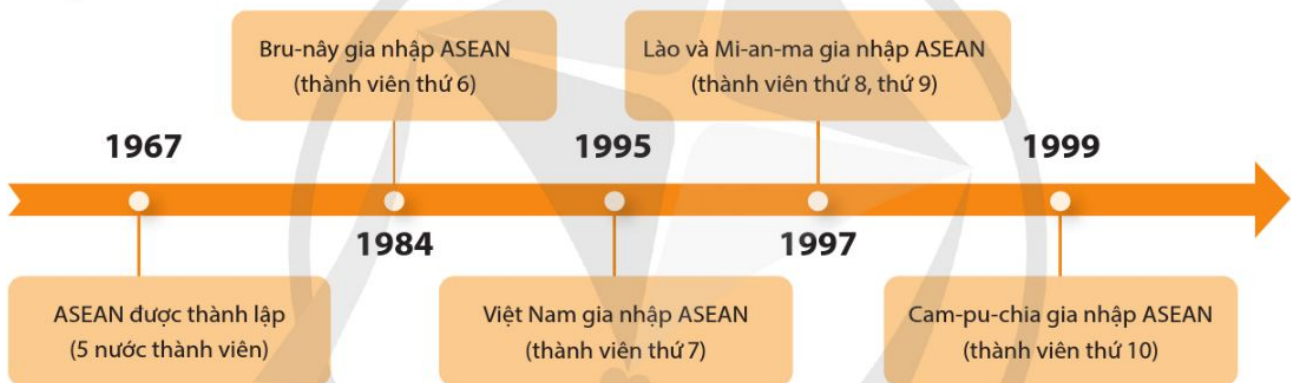 Bru-nây gia nhập ASEAN
(thành viên thứ 6)
Lào và Mi-an-ma gia nhập ASEAN
(thành viên thứ 8, thứ 9)
1967
1995
1999
1984
1997
ASEAN được thành lập
(5 nước thành viên)
Việt Nam gia nhập ASEAN
(thành viên thứ 7)
Cam-pu-chia gia nhập ASEAN
(thành viên thứ 10)